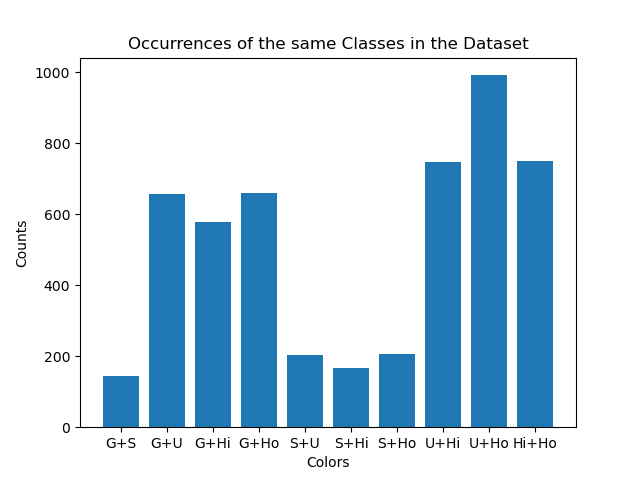 Occurrences of the same Classes in the Dataset
1000
800
600
400
200
0
Counts
G+S G+U G+Hi G+Ho S+U S+Hi S+Ho U+Hi U+Ho Hi+Ho
Colors